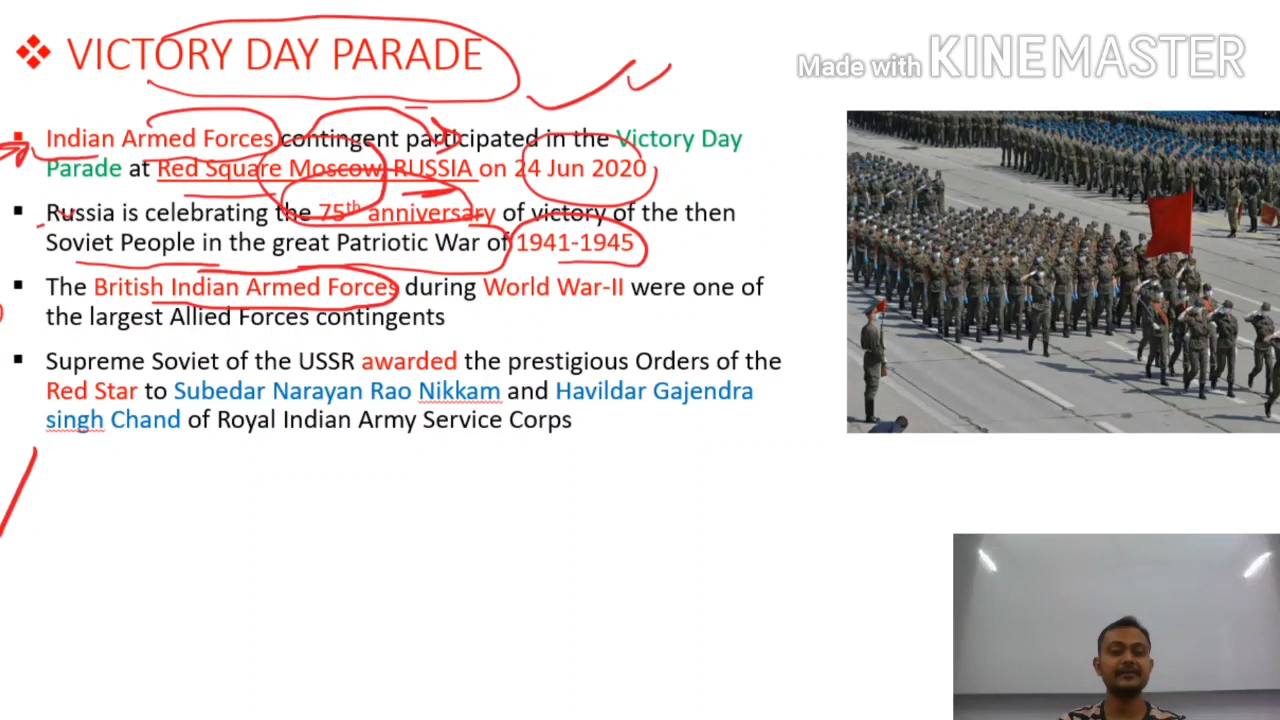 VICTORY DAY PARADE
Made with KINEMASTER
Indian Armed Forces contingent participated in the Victory Day
Parade at Red Square Moscow RUSSIA on 24 Jun 2020
Russia is celebrating the 75th anniversary of victory of the then
Soviet People in the great Patriotic War of 1941-1945
The British Indian Armed Forces during World War-II were one of
the largest Allied Forces contingents
Supreme Soviet of the USSR awarded the prestigious Orders of the
Red Star to Subedar Narayan Rao Nikkam and Havildar Gajendra
singh Chand of Royal Indian Army Service Corps